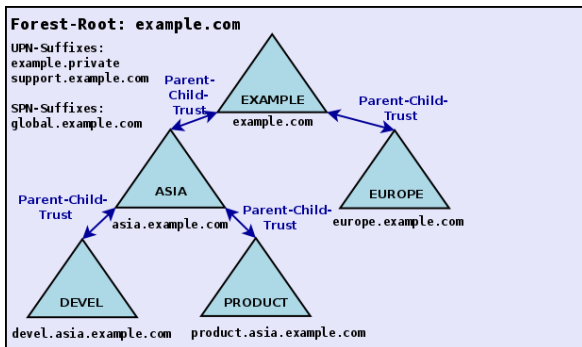 Forest-Root: example.com
UPN-Suffixes:
example.private
support.example.com
SPN-Suffixes:
global.example.com
Parent-
Child-
Trust
EXAMPLE
example.com
Parent-Child-
Trust
ASIA
asia.example.com
EUROPE
europe.example.com
Parent-Child-
Trust
Parent-Child-
Trust
DEVEL
devel.asia.example.com
PRODUCT
product.asia.example.com